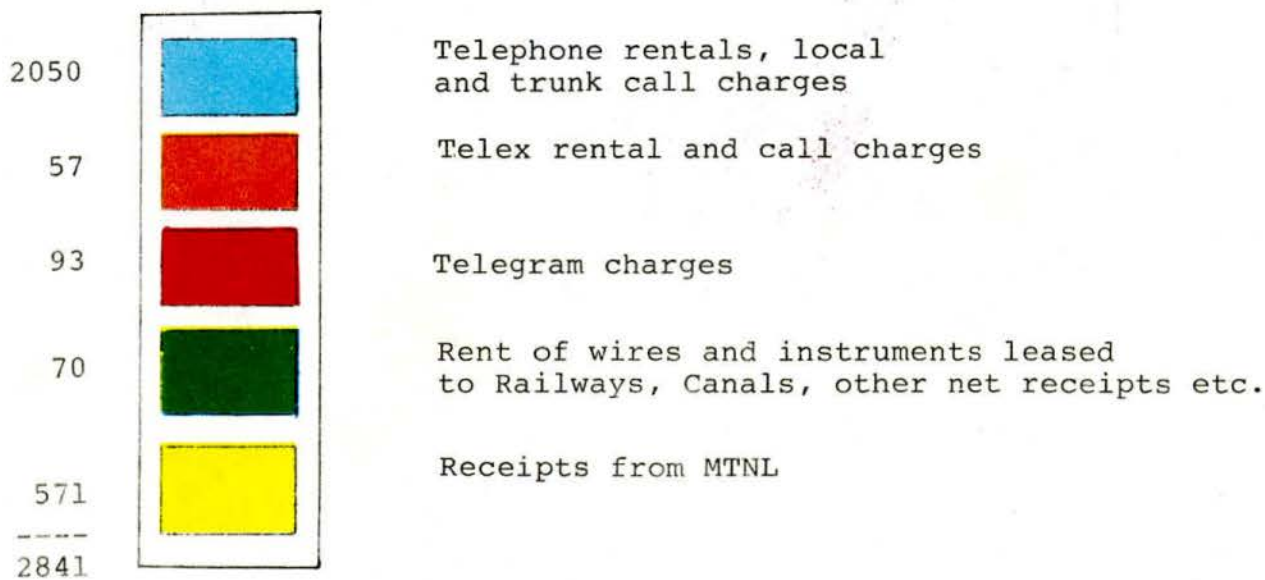 2050 Telephone rentals, local
and trunk call charges
57 Telex rental and call charges
93 Telegram charges
70 Rent of wires and instruments leased
to Railways, Canals, other net receipts etc.
571 Receipts from MTNL
----
2841